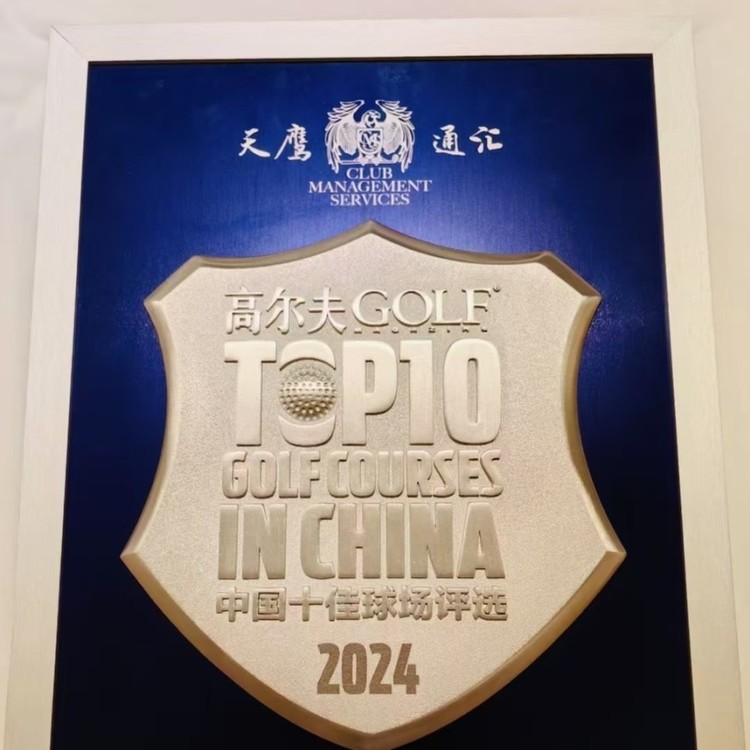 天鹰 通汇
CLUB
MANAGEMENT
SERVICES
高尔夫GOLF
TOP10
GOLF COURSES
IN CHINA
中国十佳球场评选
2024